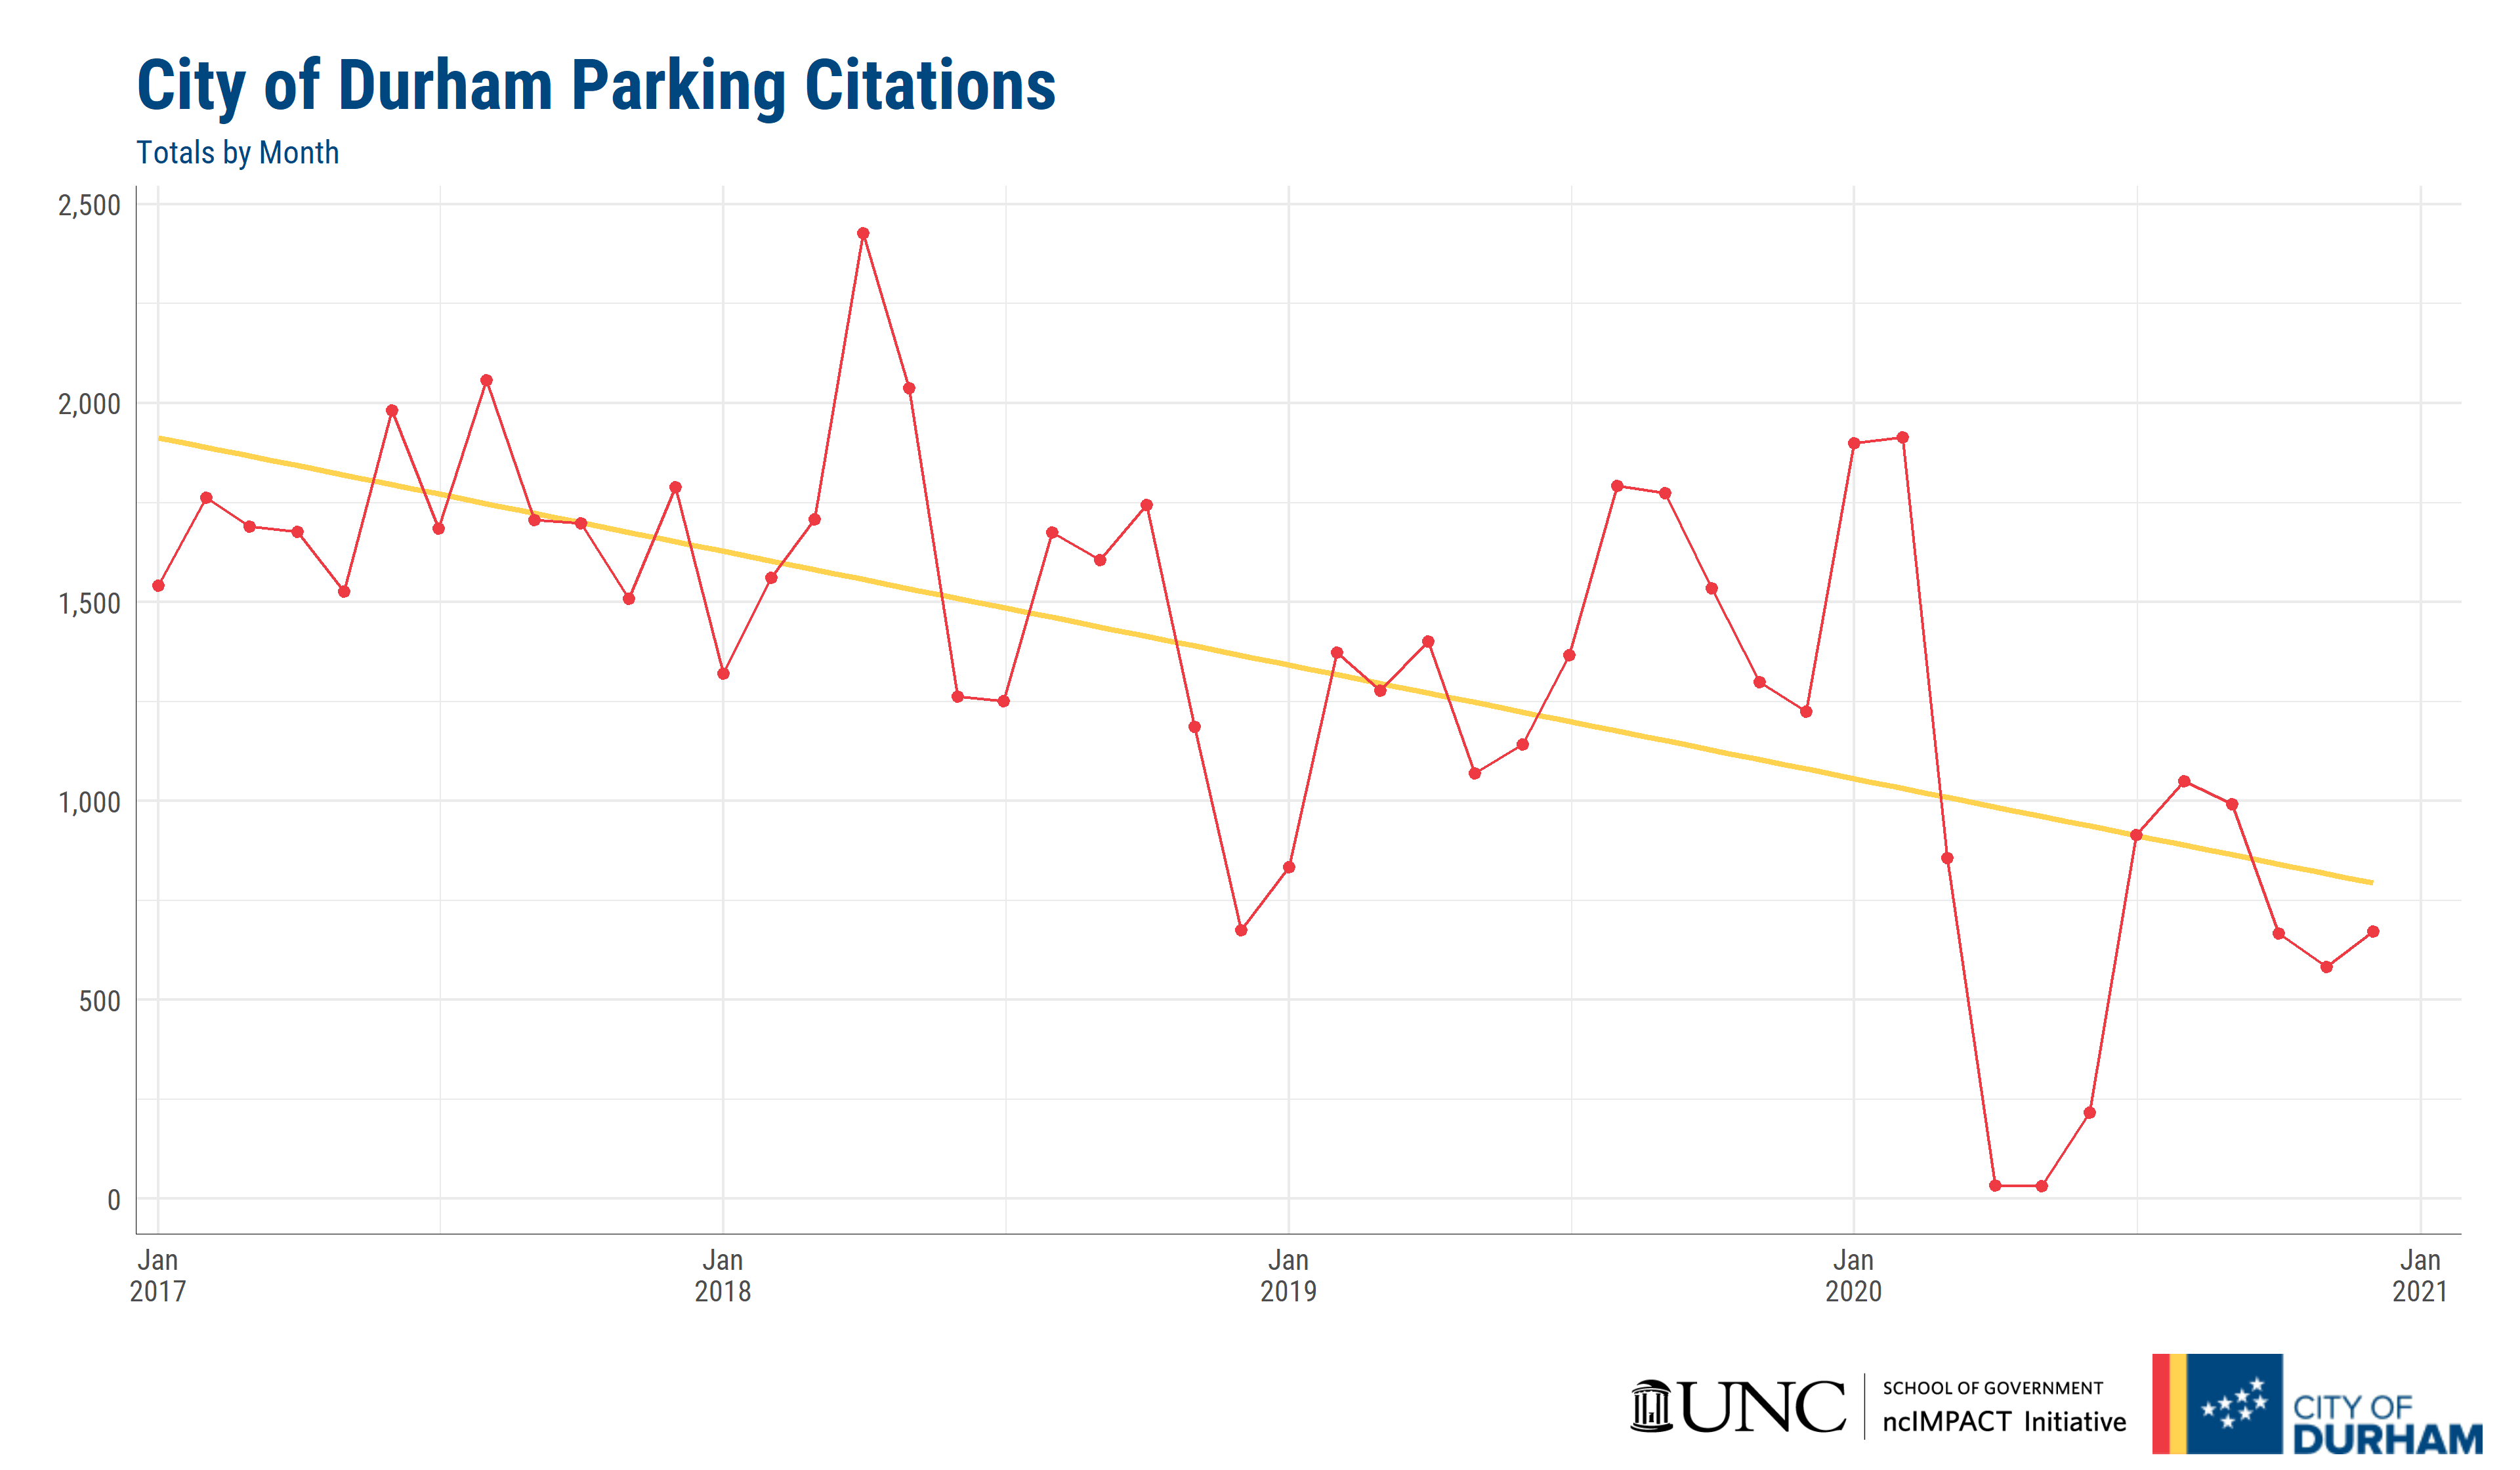 City of Durham Parking Citations
Totals by Month
2,500
2,000
1,500
1,000
500
0
Jan
2017
Jan
2018
Jan
2019
Jan
2020
Jan
2021
UNC
SCHOOL OF GOVERNMENT
ncIMPACT Initiative
CITY OF
DURHAM